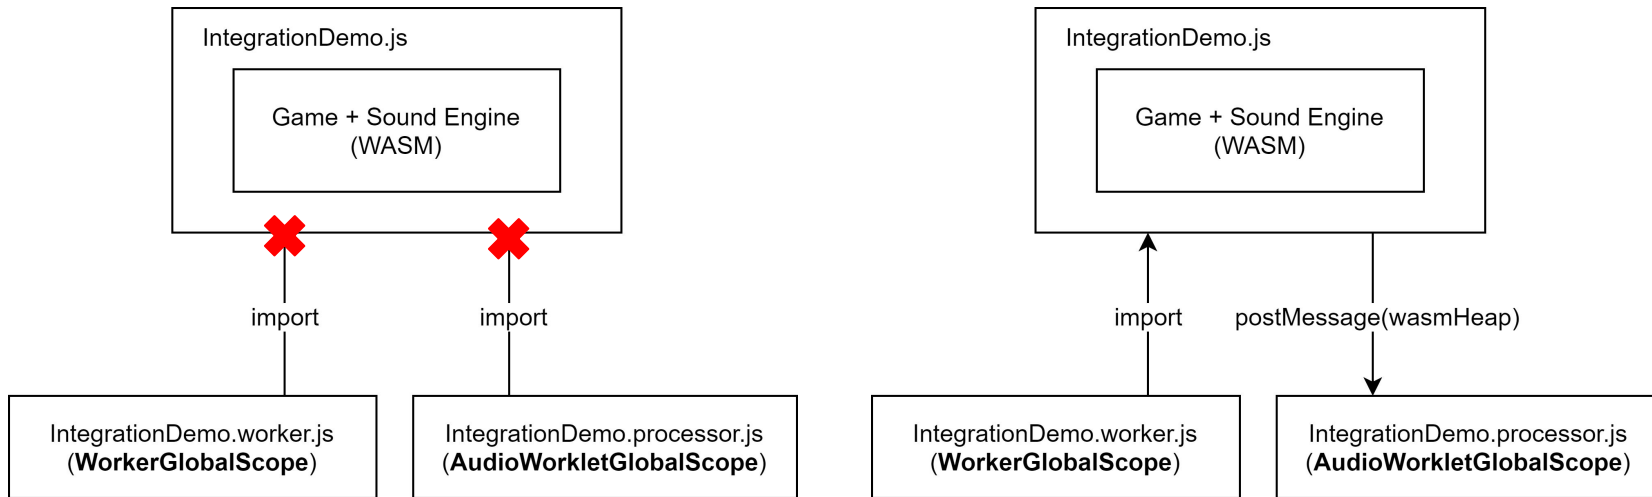 IntegrationDemo.js
Game + Sound Engine
(WASM)
import
import
IntegrationDemo.worker.js
(WorkerGlobalScope)
IntegrationDemo.processor.js
(AudioWorkletGlobalScope)
IntegrationDemo.js
Game + Sound Engine
(WASM)
import
postMessage(wasmHeap)
IntegrationDemo.worker.js
(WorkerGlobalScope)
IntegrationDemo.processor.js
(AudioWorkletGlobalScope)